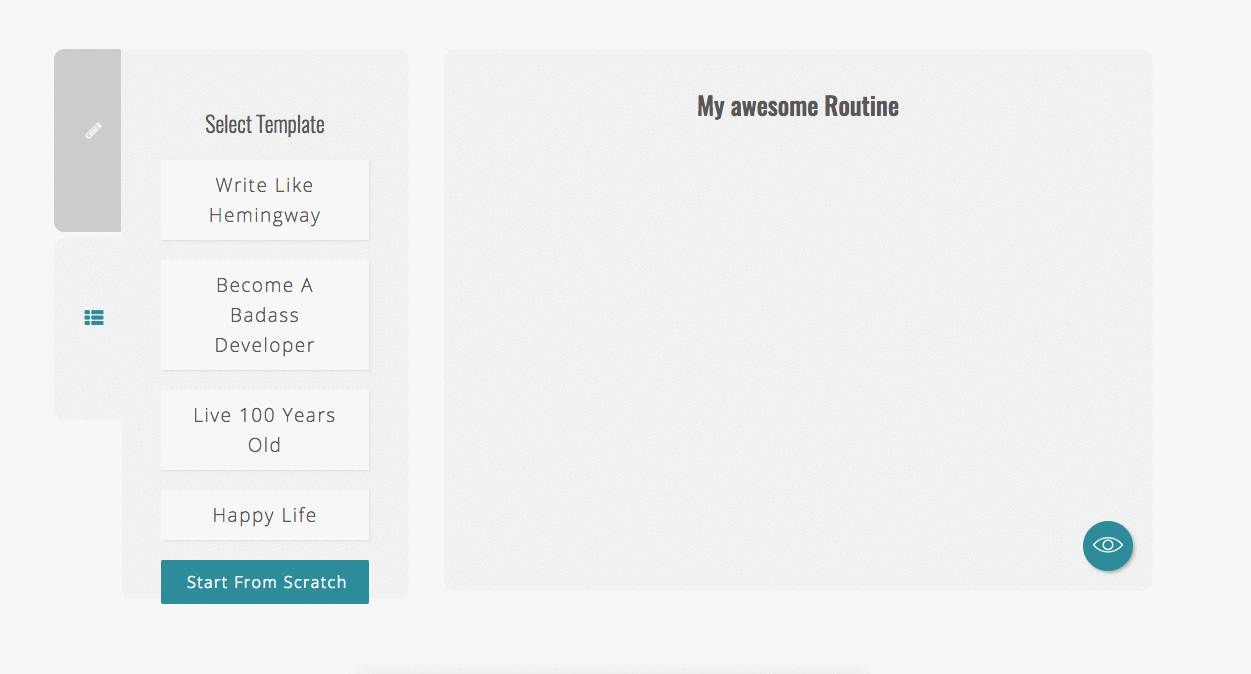 Select Template
Write Like
Hemingway
Become A
Badass
Developer
Live 100 Years
Old
Happy Life
Start From Scratch
My awesome Routine